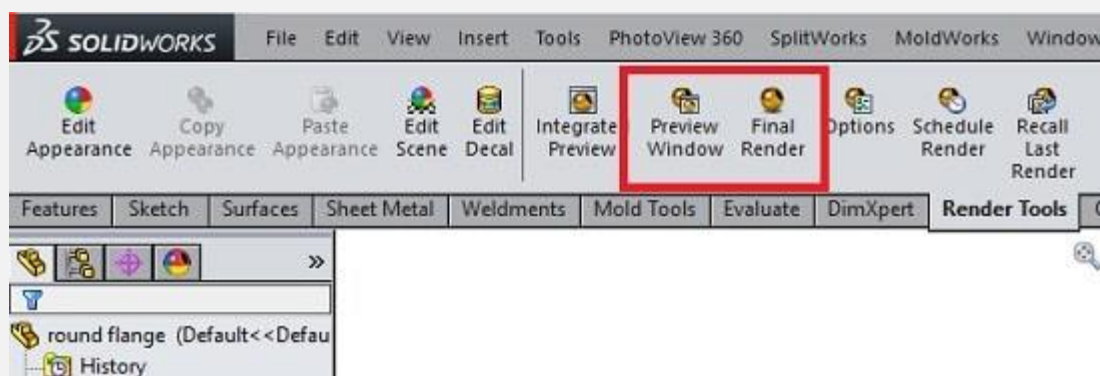 SOLIDWORKS File Edit View Insert Tools PhotoView 360 SplitWorks MoldWorks Window
Edit Appearance
Copy Appearance
Paste Appearance
Edit Scene
Edit Decal
Integrate Preview
Preview Window
Final Render
Options
Schedule Render
Recall Last Render
Features Sketch Surfaces Sheet Metal Weldments Mold Tools Evaluate DimXpert Render Tools
round flange (Default<<Defau
History